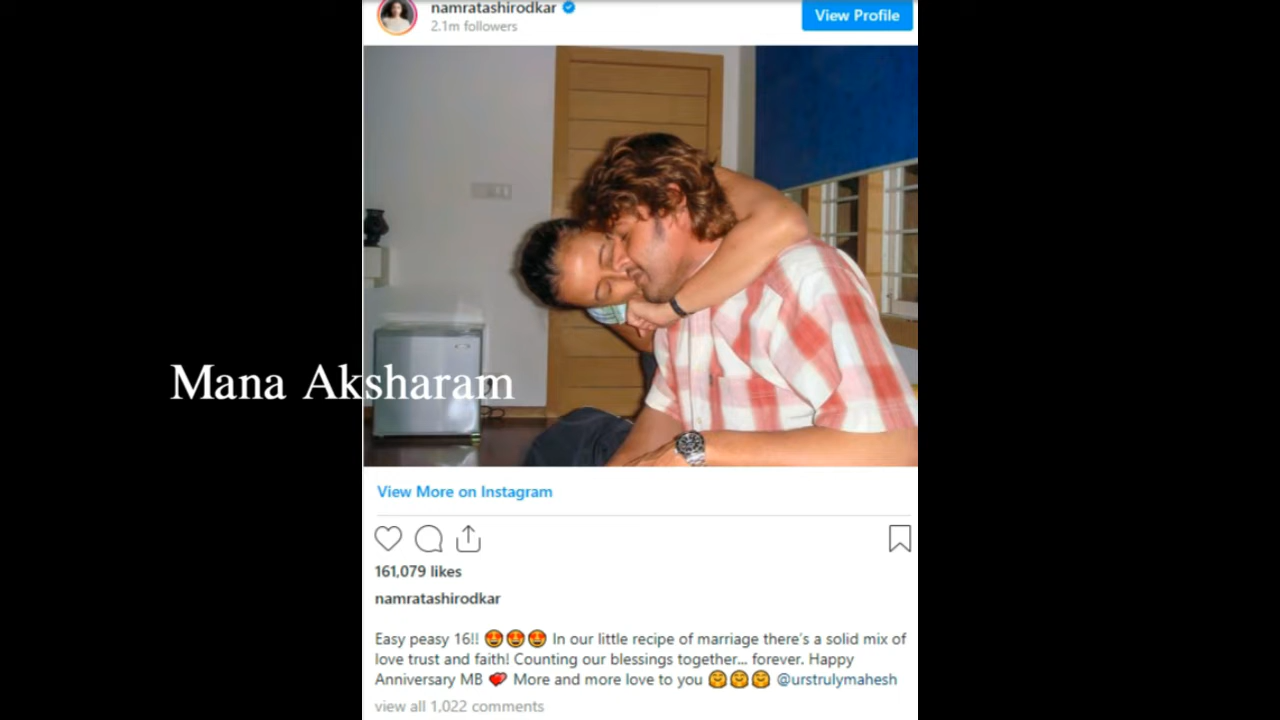 namratashirodkar
2.1m followers
View Profile
Mana Aksharam
View More on Instagram
161,079 likes
namratashirodkar
Easy peasy 16!! 🤩🤩🤩 In our little recipe of marriage there's a solid mix of
love trust and faith! Counting our blessings together... forever. Happy
Anniversary MB 💕 More and more love to you 🤗🤗🤗 @urstrulymahesh
view all 1,022 comments